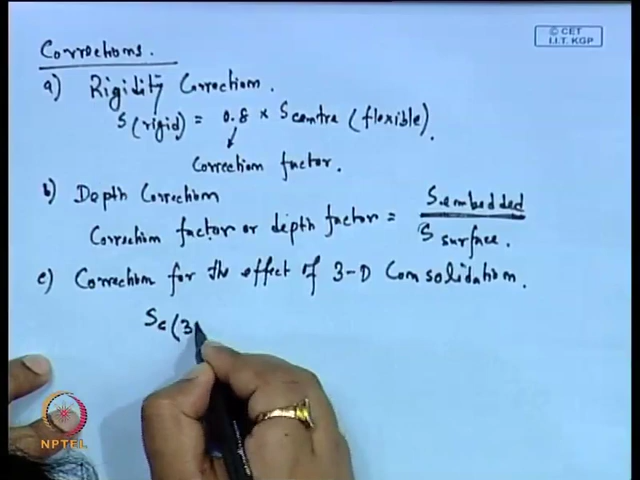 © CET
I.I.T. KGP
Corrections.
a) Rigidity Correction.
S(rigid) = 0.8 × Scentre (flexible).
Correction factor.
b) Depth Correction
Correction factor or depth factor = S embedded / S surface.
c) Correction for the effect of 3-D Consolidation.
Sc(3
NPTEL